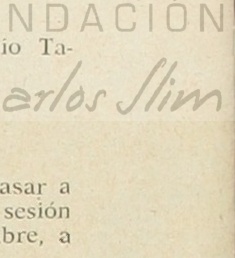 NDACIÓN
io Ta-
arlos Slim
asar a
sesión
bre, a